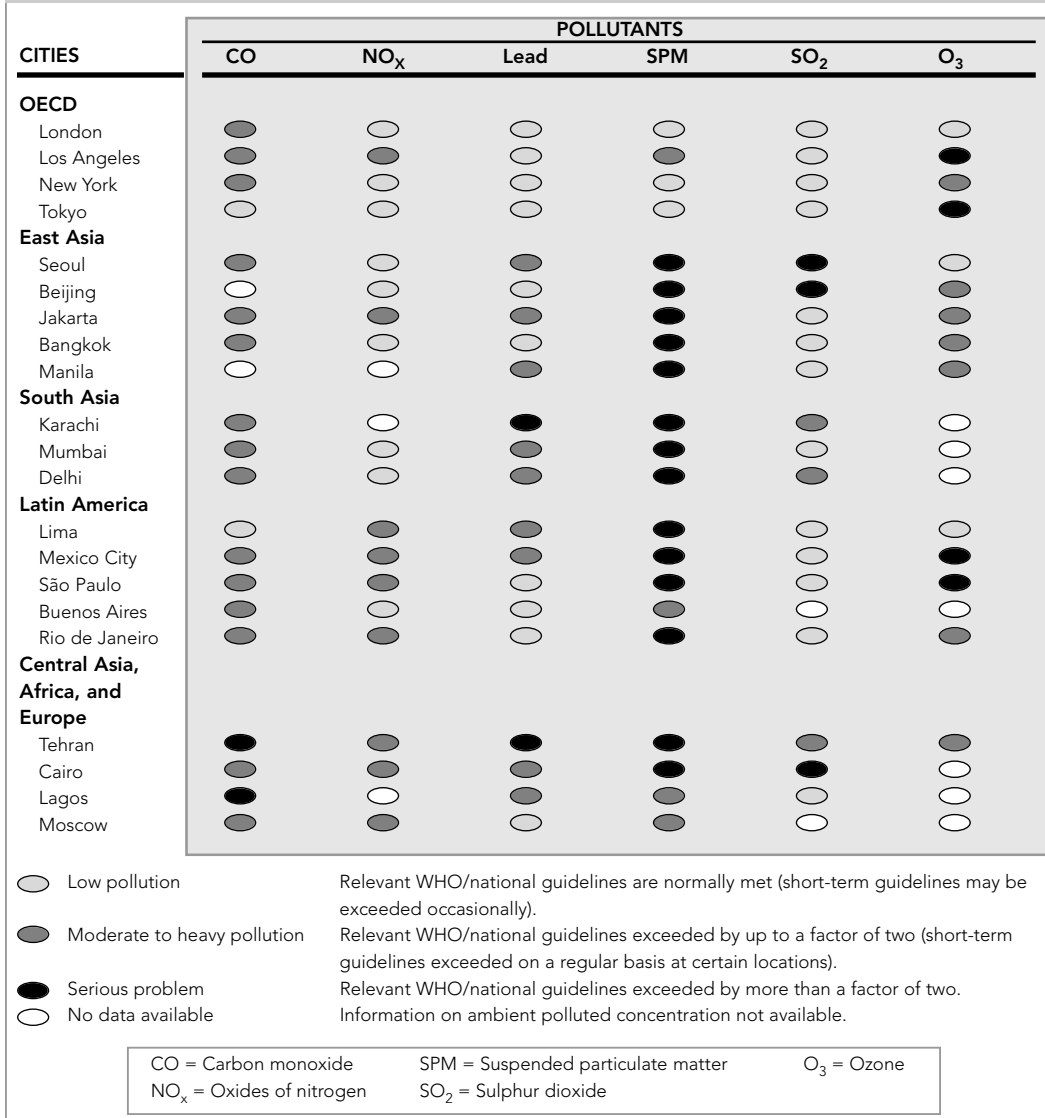 POLLUTANTS
CITIES CO NOX Lead SPM SO2 O3
OECD
London
Los Angeles
New York
Tokyo
East Asia
Seoul
Beijing
Jakarta
Bangkok
Manila
South Asia
Karachi
Mumbai
Delhi
Latin America
Lima
Mexico City
São Paulo
Buenos Aires
Rio de Janeiro
Central Asia,
Africa, and
Europe
Tehran
Cairo
Lagos
Moscow
Low pollution Relevant WHO/national guidelines are normally met (short-term guidelines may be
exceeded occasionally).
Moderate to heavy pollution Relevant WHO/national guidelines exceeded by up to a factor of two (short-term
guidelines exceeded on a regular basis at certain locations).
Serious problem Relevant WHO/national guidelines exceeded by more than a factor of two.
No data available Information on ambient polluted concentration not available.
CO = Carbon monoxide SPM = Suspended particulate matter O3 = Ozone
NOx = Oxides of nitrogen SO2 = Sulphur dioxide